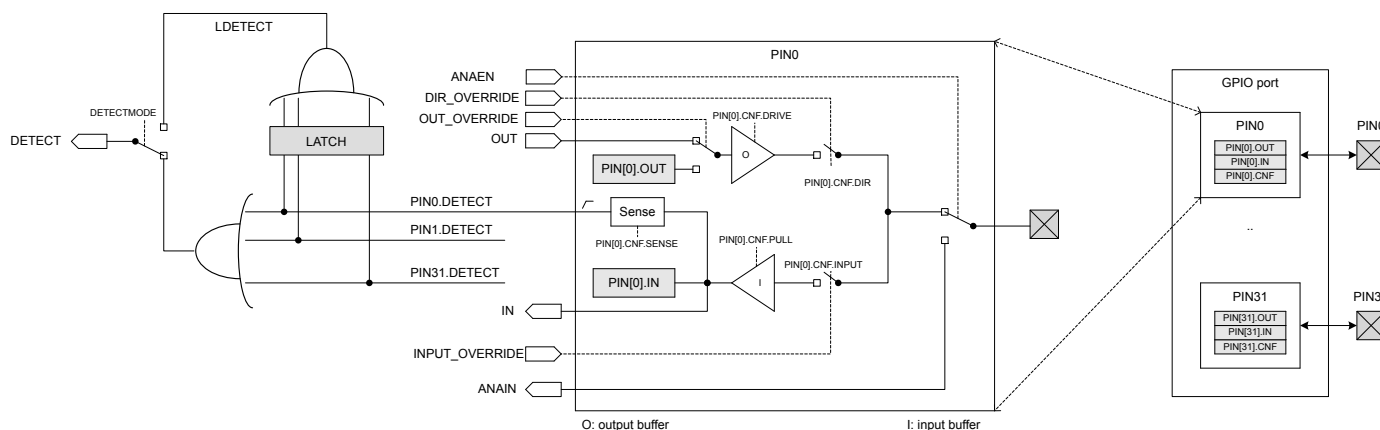 LDETECT
PIN0
ANAEN
GPIO port
DIR_OVERRIDE
DETECTMODE
OUT_OVERRIDE
PIN[0].CNF.DRIVE
PIN0
DETECT
LATCH
OUT
O
PIN[0].OUT
PIN[0].OUT
PIN[0].IN
PIN[0].CNF
PIN[0].CNF.DIR
PIN0.DETECT
Sense
PIN1.DETECT
PIN[0].CNF.SENSE
PIN[0].CNF.PULL
..
PIN[0].CNF.INPUT
PIN31.DETECT
PIN[0].IN
I
PIN31
IN
PIN[31].OUT
PIN[31].IN
PIN[31].CNF
INPUT_OVERRIDE
ANAIN
O: output buffer
I: input buffer